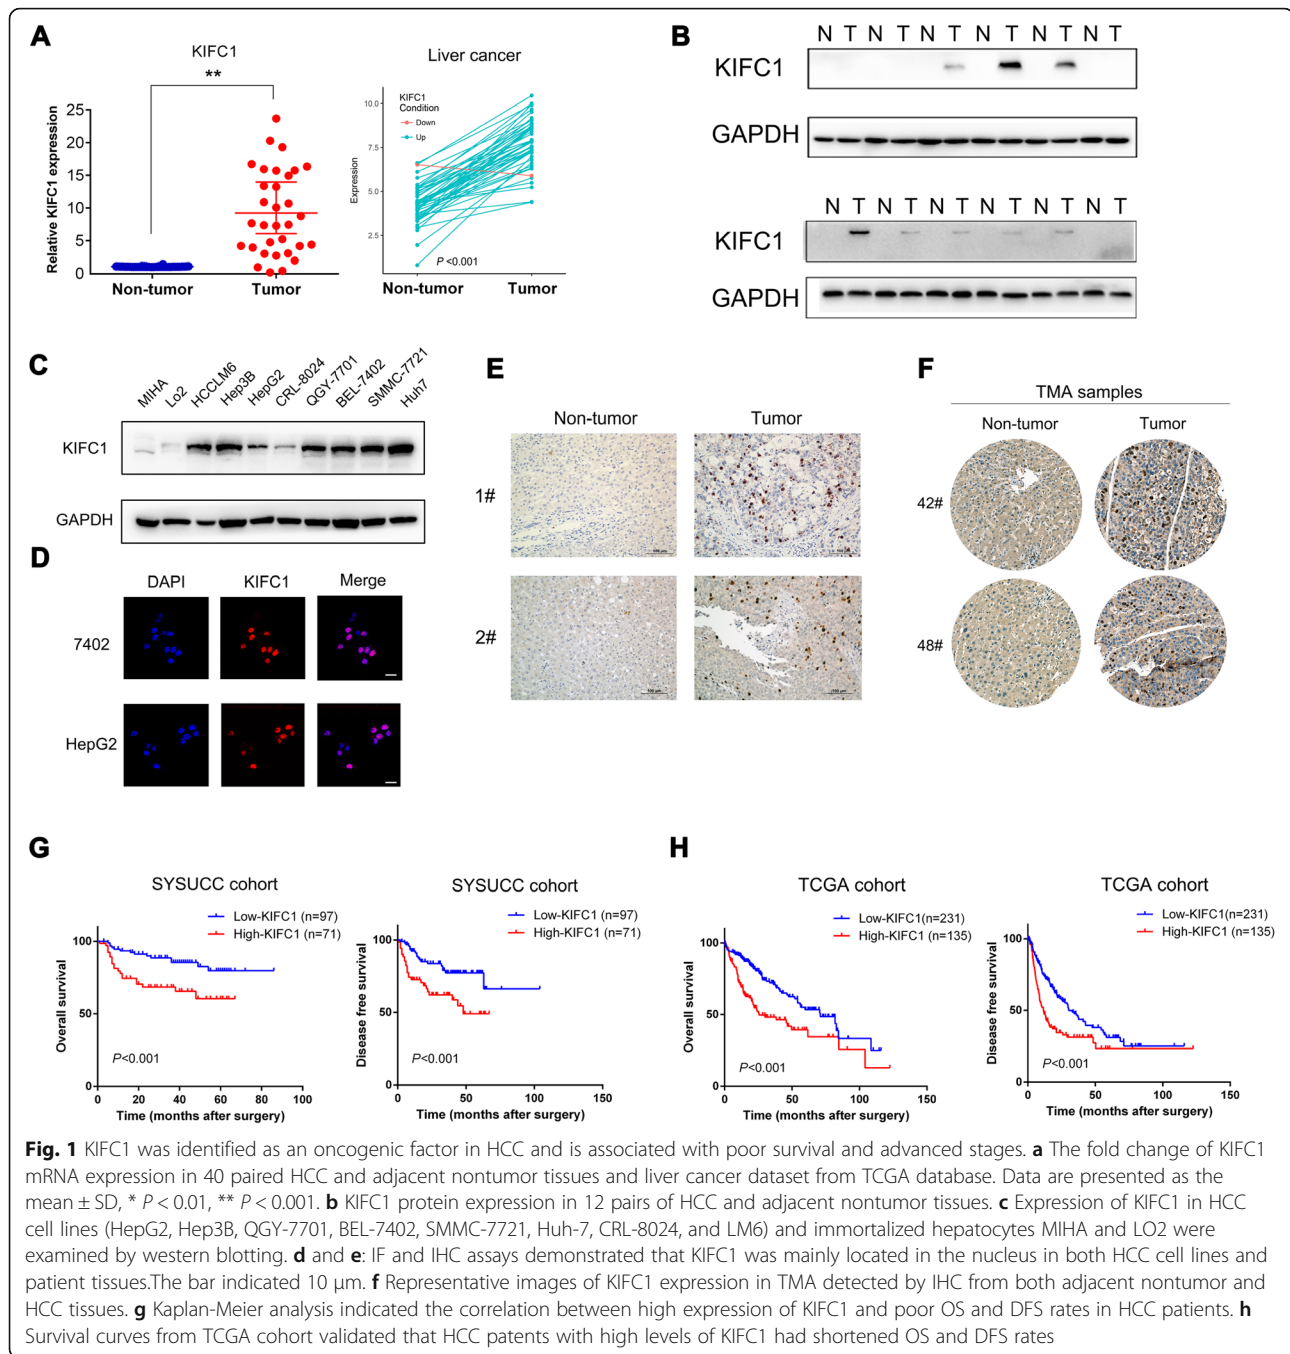 A
KIFC1
**
Relative KIFC1 expression
25
20
15
10
5
0
Non-tumor Tumor
Liver cancer
KIFC1
Condition
Down
Up
Expression
10.0
7.5
5.0
2.5
P <0.001
Non-tumor Tumor
B
N T N T N T N T N T N T
KIFC1
GAPDH
N T N T N T N T N T N T
KIFC1
GAPDH
C
MIHA Lo2 HCCLM6 Hep3B HepG2 CRL-8024 QGY-7701 BEL-7402 SMMC-7721 Huh7
KIFC1
GAPDH
D
DAPI KIFC1 Merge
7402
HepG2
E
Non-tumor Tumor
1#
100 μm
100 μm
2#
100 μm
100 μm
F
TMA samples
Non-tumor Tumor
42#
48#
G
SYSUCC cohort
Low-KIFC1 (n=97)
High-KIFC1 (n=71)
Overall survival
100
50
0
P<0.001
0 20 40 60 80 100
Time (months after surgery)
SYSUCC cohort
Low-KIFC1 (n=97)
High-KIFC1 (n=71)
Disease free survival
100
50
0
P<0.001
0 50 100 150
Time (months after surgery)
H
TCGA cohort
Low-KIFC1(n=231)
High-KIFC1 (n=135)
Overall survival
100
50
0
P<0.001
0 50 100 150
Time (months after surgery)
TCGA cohort
Low-KIFC1(n=231)
High-KIFC1 (n=135)
Disease free survival
100
50
0
P<0.001
0 50 100 150
Time (months after surgery)
Fig. 1 KIFC1 was identified as an oncogenic factor in HCC and is associated with poor survival and advanced stages. a The fold change of KIFC1
mRNA expression in 40 paired HCC and adjacent nontumor tissues and liver cancer dataset from TCGA database. Data are presented as the
mean ± SD, * P < 0.01, ** P < 0.001. b KIFC1 protein expression in 12 pairs of HCC and adjacent nontumor tissues. c Expression of KIFC1 in HCC
cell lines (HepG2, Hep3B, QGY-7701, BEL-7402, SMMC-7721, Huh-7, CRL-8024, and LM6) and immortalized hepatocytes MIHA and LO2 were
examined by western blotting. d and e: IF and IHC assays demonstrated that KIFC1 was mainly located in the nucleus in both HCC cell lines and
patient tissues.The bar indicated 10 μm. f Representative images of KIFC1 expression in TMA detected by IHC from both adjacent nontumor and
HCC tissues. g Kaplan-Meier analysis indicated the correlation between high expression of KIFC1 and poor OS and DFS rates in HCC patients. h
Survival curves from TCGA cohort validated that HCC patents with high levels of KIFC1 had shortened OS and DFS rates